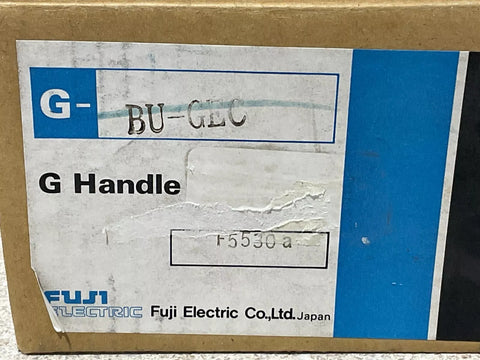 G- BU-GEC
G Handle
F5530 a
FUJI
ELECTRIC Fuji Electric Co.,Ltd. Japan